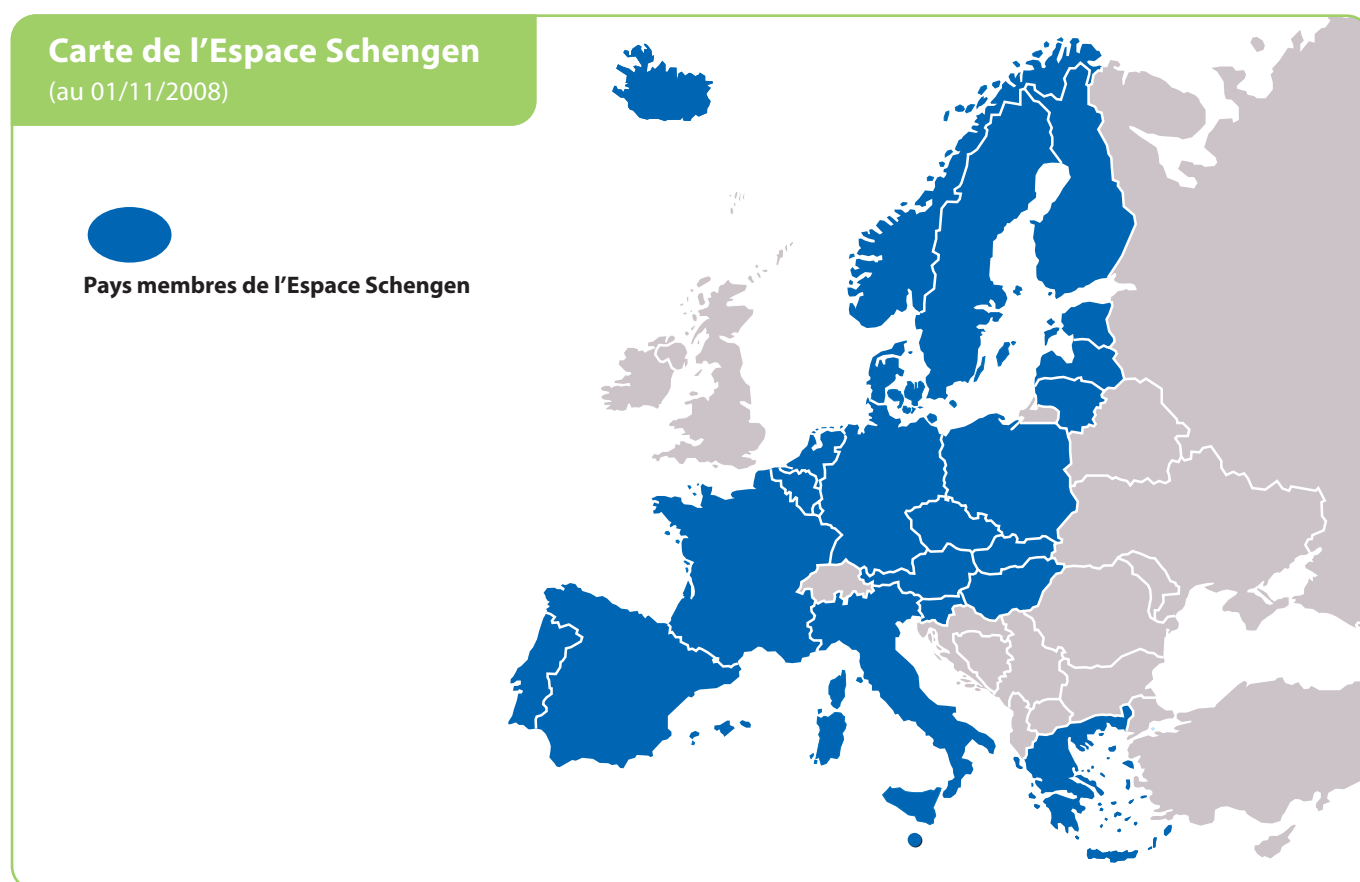 Carte de l’Espace Schengen
(au 01/11/2008)
Pays membres de l’Espace Schengen